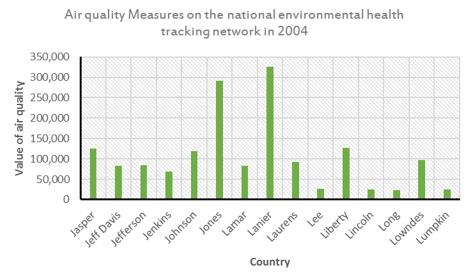 Air quality Measures on the national environmental health
tracking network in 2004
Value of air quality
350,000
300,000
250,000
200,000
150,000
100,000
50,000
0
Jasper
Jeff Davis
Jefferson
Jenkins
Johnson
Jones
Lamar
Lanier
Laurens
Lee
Liberty
Lincoln
Long
Lowndes
Lumpkin
Country